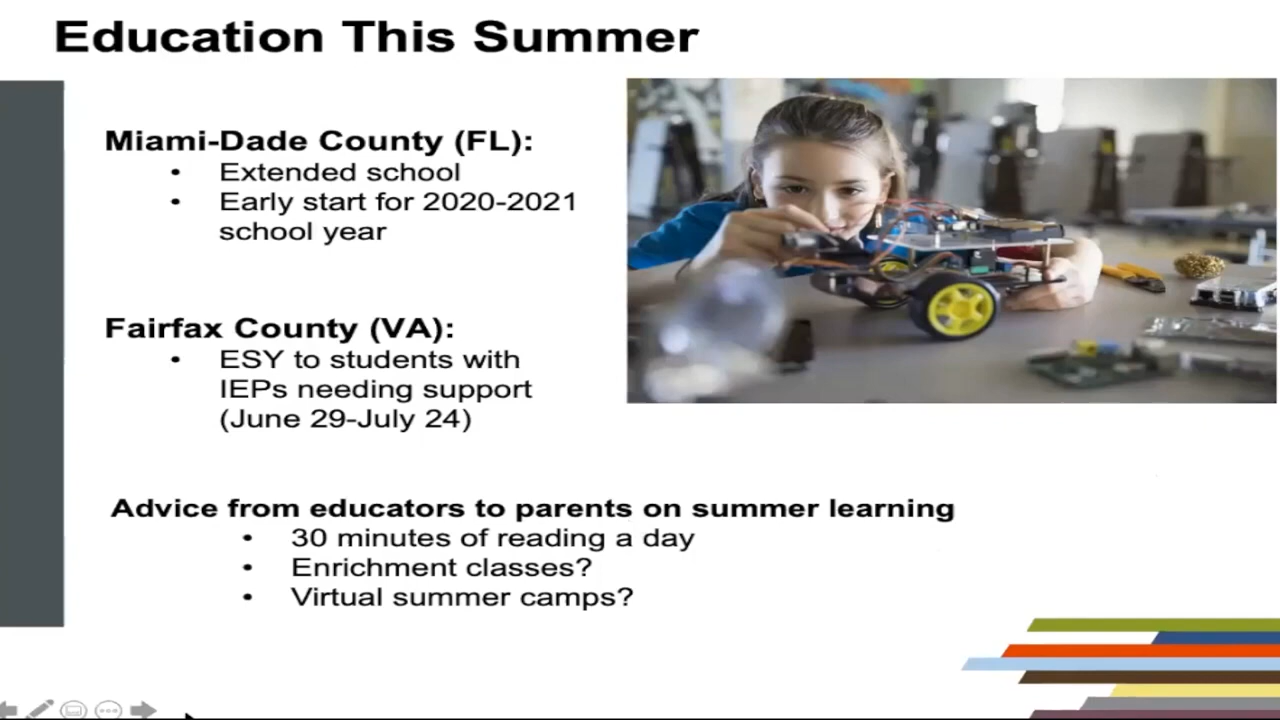 Education This Summer
Miami-Dade County (FL):
• Extended school
• Early start for 2020-2021
school year
Fairfax County (VA):
• ESY to students with
IEPs needing support
(June 29-July 24)
Advice from educators to parents on summer learning
• 30 minutes of reading a day
• Enrichment classes?
• Virtual summer camps?